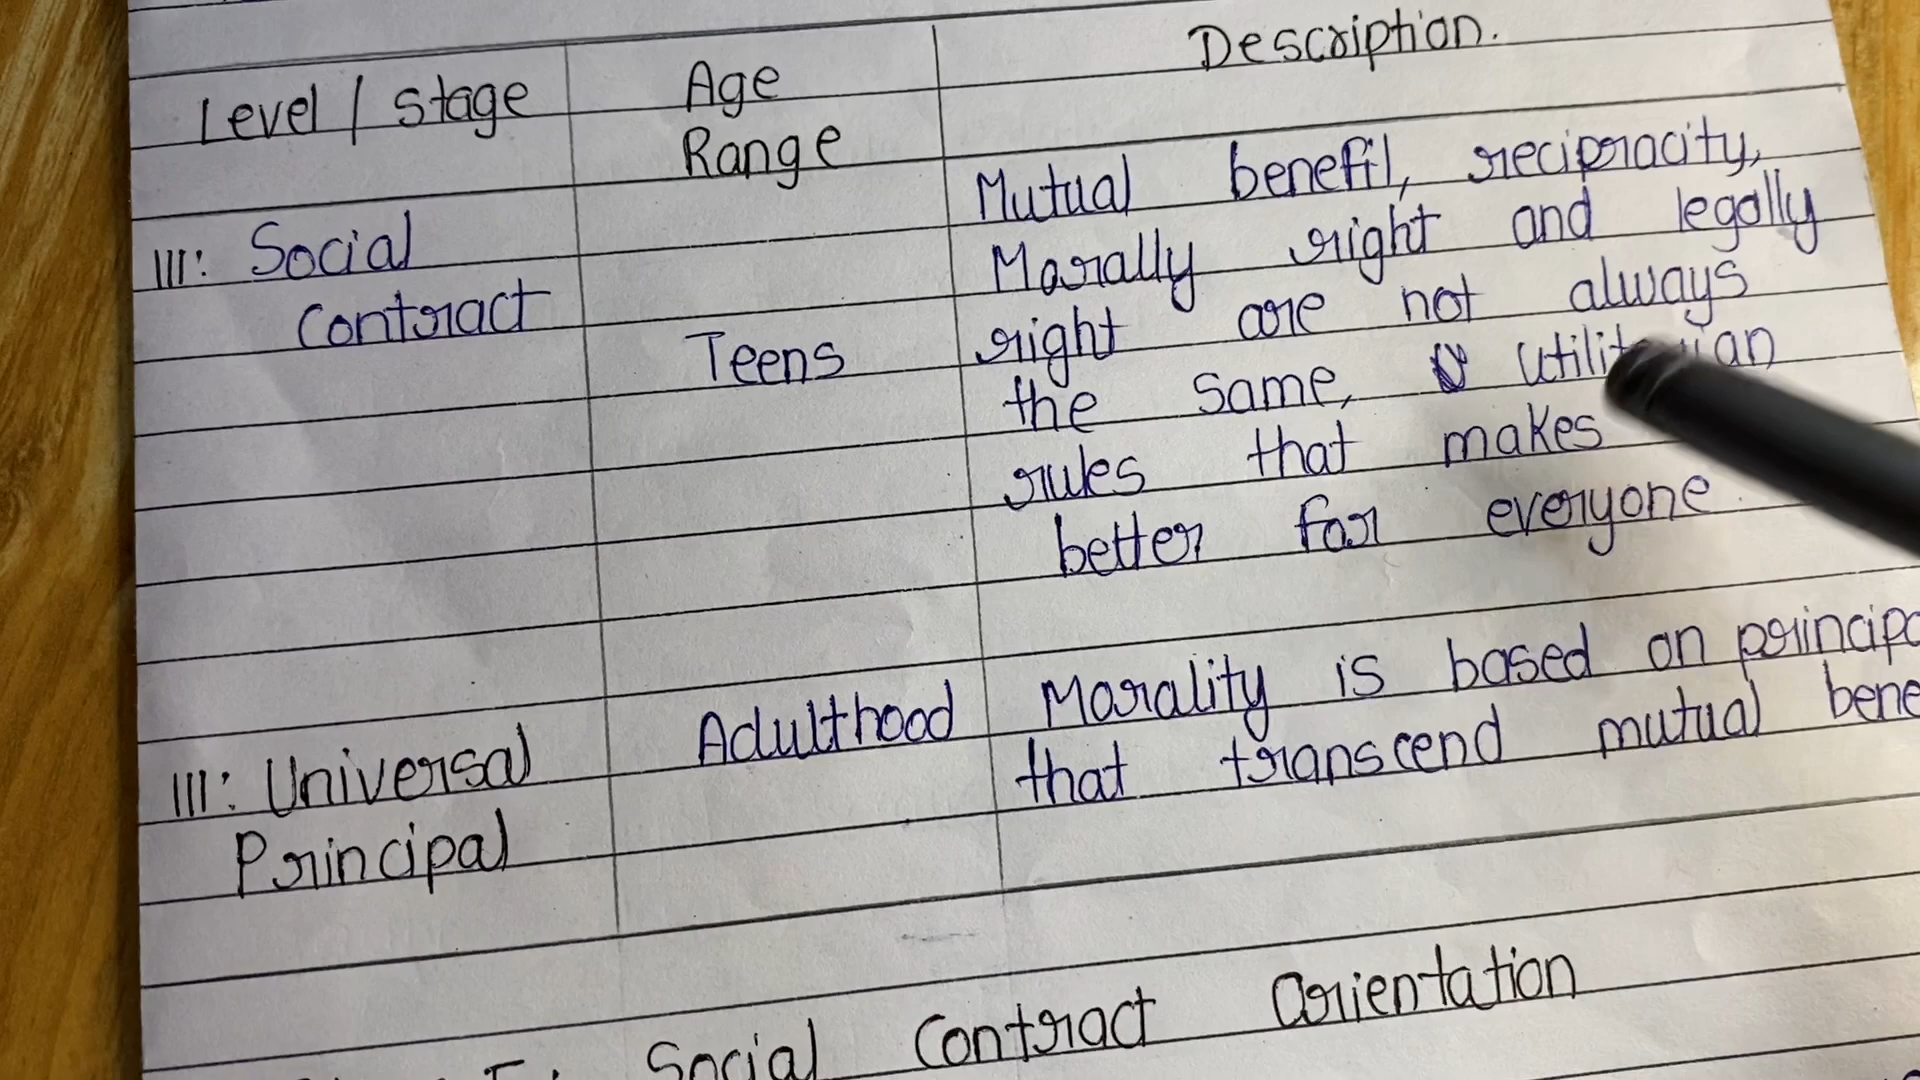 Level / Stage
Age
Range
Description.
III: Social
Contract
Teens
Mutual benefit, reciprocity,
Morally right and legally
right are not always
the same, utilitarian
rules that makes
better for everyone.
III: Universal
Principal
Adulthood
Morality is based on
that transcend mutual
Social Contract Orientation